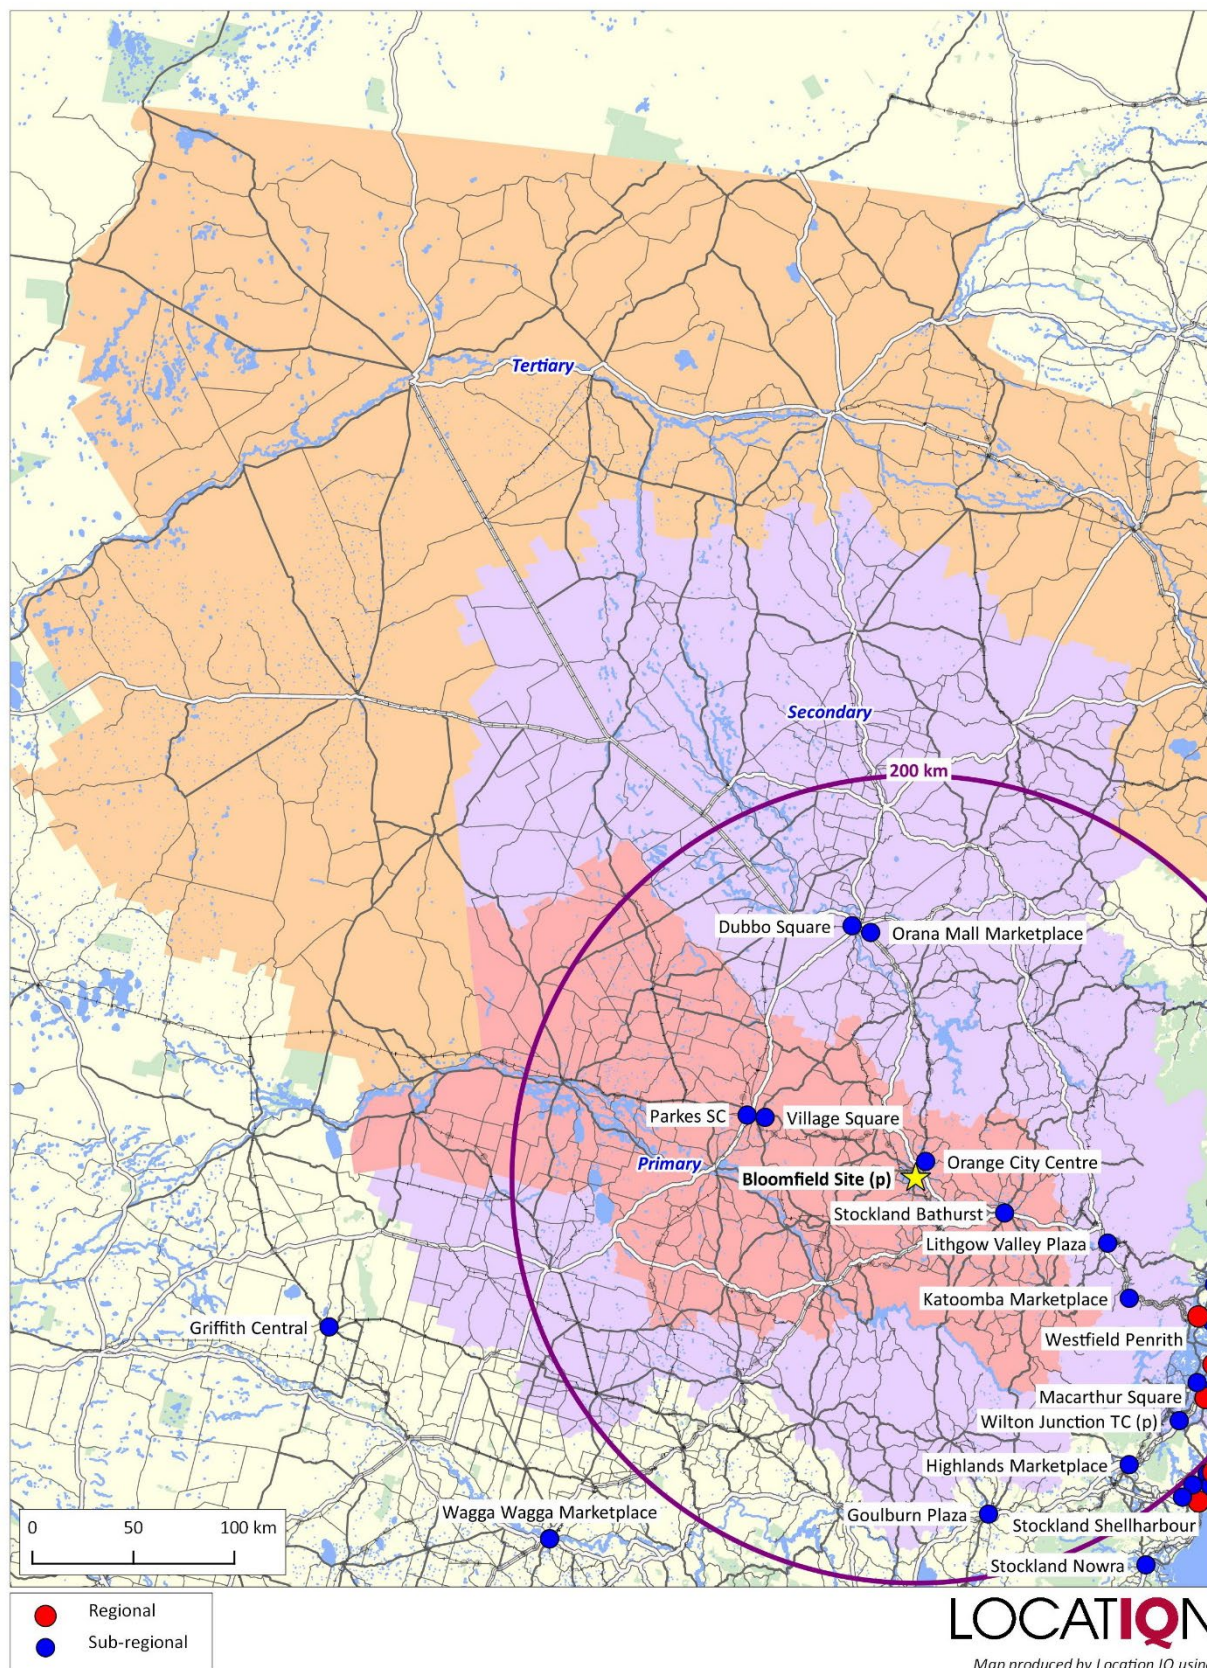 Tertiary
Secondary
200 km
Dubbo Square
Orana Mall Marketplace
Parkes SC
Village Square
Primary
Orange City Centre
Bloomfield Site (p)
Stockland Bathurst
Lithgow Valley Plaza
Katoomba Marketplace
Griffith Central
Westfield Penrith
Macarthur Square
Wilton Junction TC (p)
Highlands Marketplace
Wagga Wagga Marketplace
Goulburn Plaza
Stockland Shellharbour
0 50 100 km
Stockland Nowra
Regional
Sub-regional
LOCATIQN
Map produced by Location IQ using